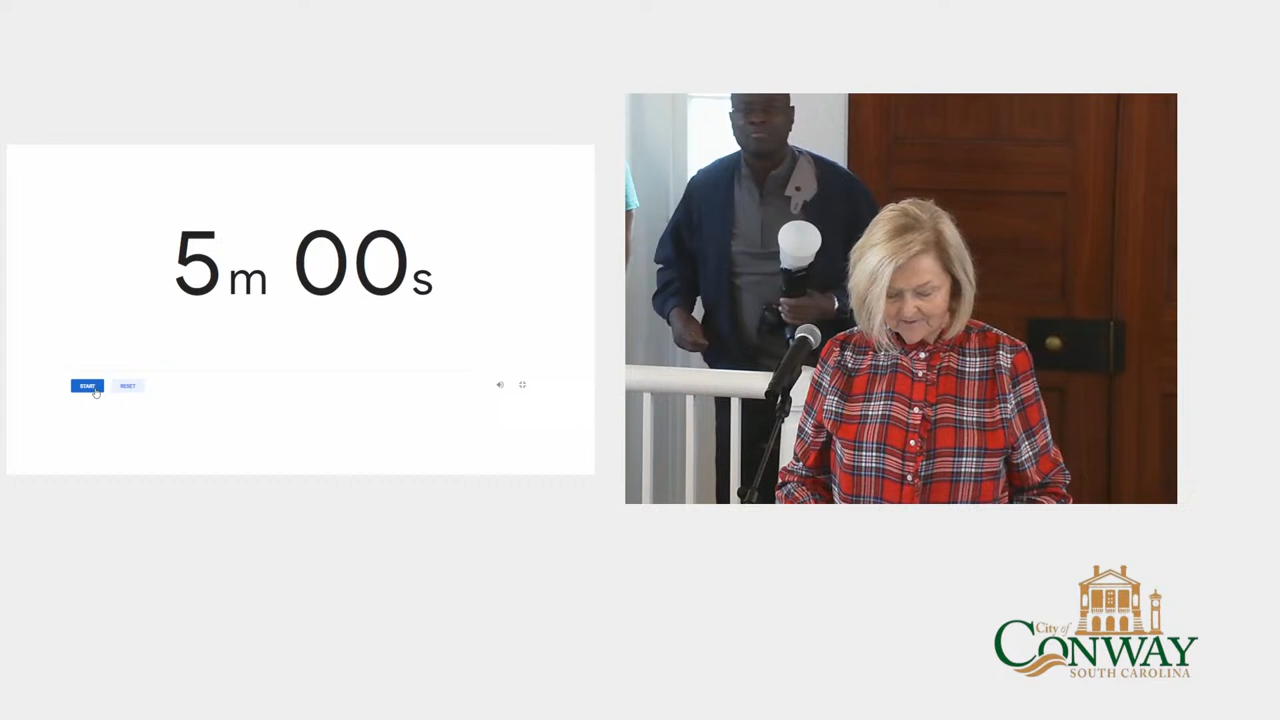 5m 00s
START
RESET
City of
CONWAY
SOUTH CAROLINA